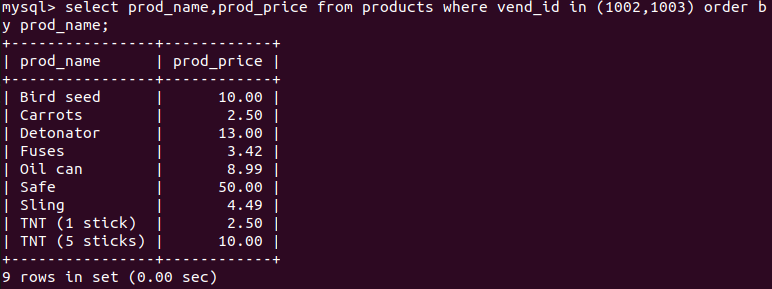 mysql> select prod_name,prod_price from products where vend_id in (1002,1003) order b
y prod_name;
+----------------+------------+
| prod_name      | prod_price |
+----------------+------------+
| Bird seed      |      10.00 |
| Carrots        |       2.50 |
| Detonator      |      13.00 |
| Fuses          |       3.42 |
| Oil can        |       8.99 |
| Safe           |      50.00 |
| Sling          |       4.49 |
| TNT (1 stick)  |       2.50 |
| TNT (5 sticks) |      10.00 |
+----------------+------------+
9 rows in set (0.00 sec)